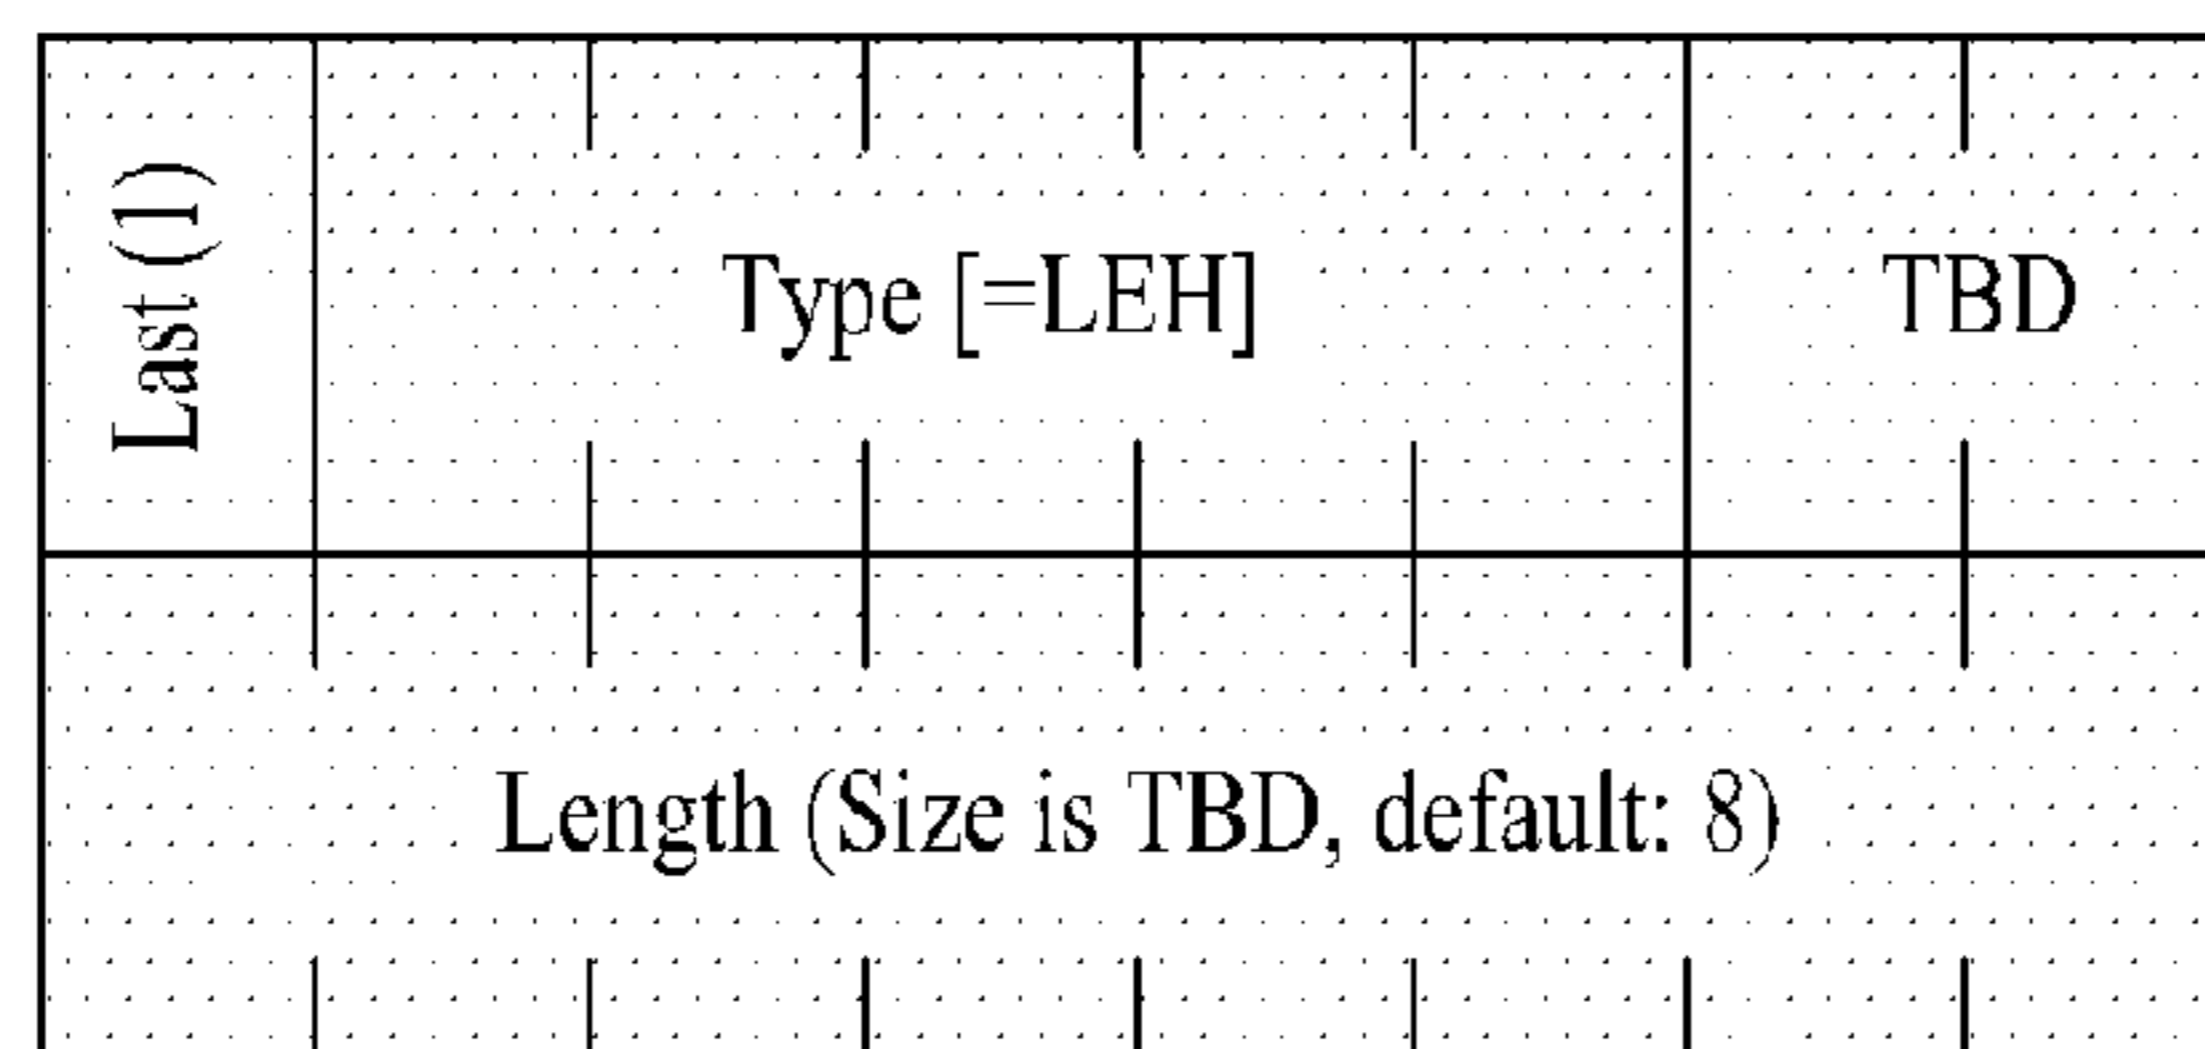 Last (1)
Type [=LEH]
TBD
Length (Size is TBD, default: 8)